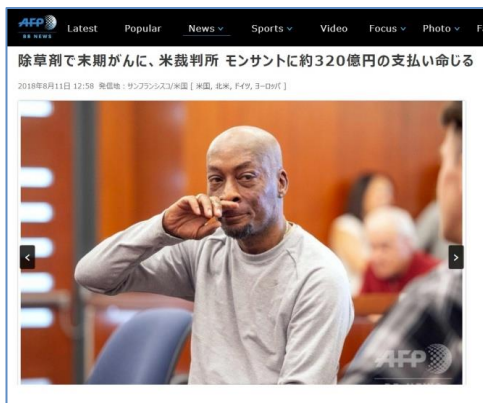 AFP
BB NEWS
Latest Popular News Sports Video Focus Photo F
除草剤で末期がんに、米裁判所 モンサントに約320億円の支払い命じる
2018年8月11日 12:58 発信地:サンフランシスコ/米国 [ 米国, 北米, ドイツ, ヨーロッパ ]
AFP
BB NEWS